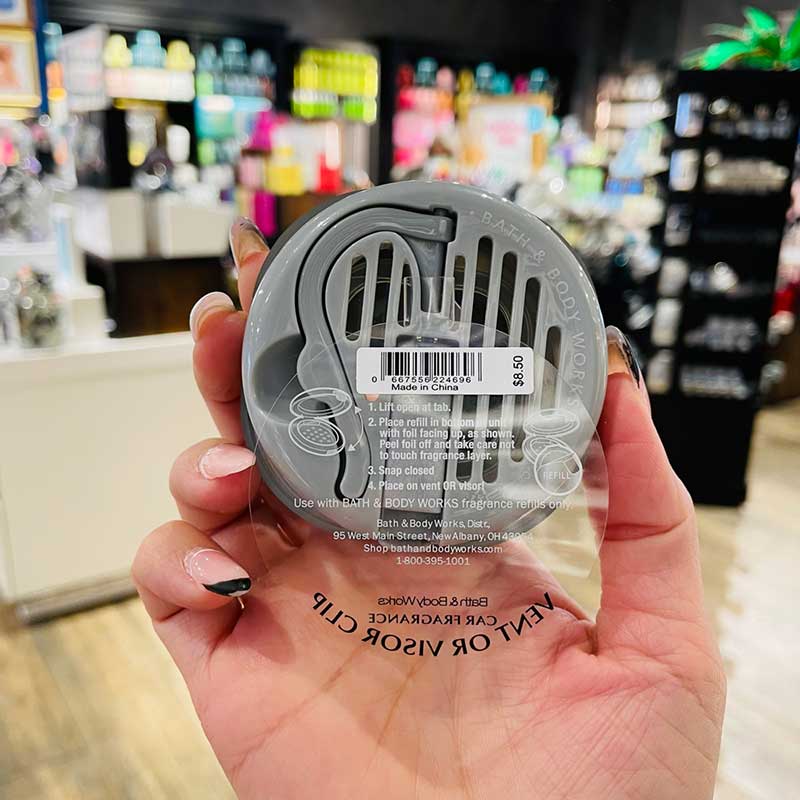 BATH & BODY WORKS
$8.50
0 667556 224696
Made in China
1. Lift open at tab.
2. Place refill in bottom of unit
with foil facing up, as shown.
Peel foil off and take care not
to touch fragrance layer.
3. Snap closed
4. Place on vent OR visor
REFILL
Use with BATH & BODY WORKS fragrance refills only.
Bath & Body Works, Distr.,
95 West Main Street, New Albany, OH 43054
Shop bathandbodyworks.com
1-800-395-1001
Bath & Body Works
CAR FRAGRANCE
VENT OR VISOR CLIP